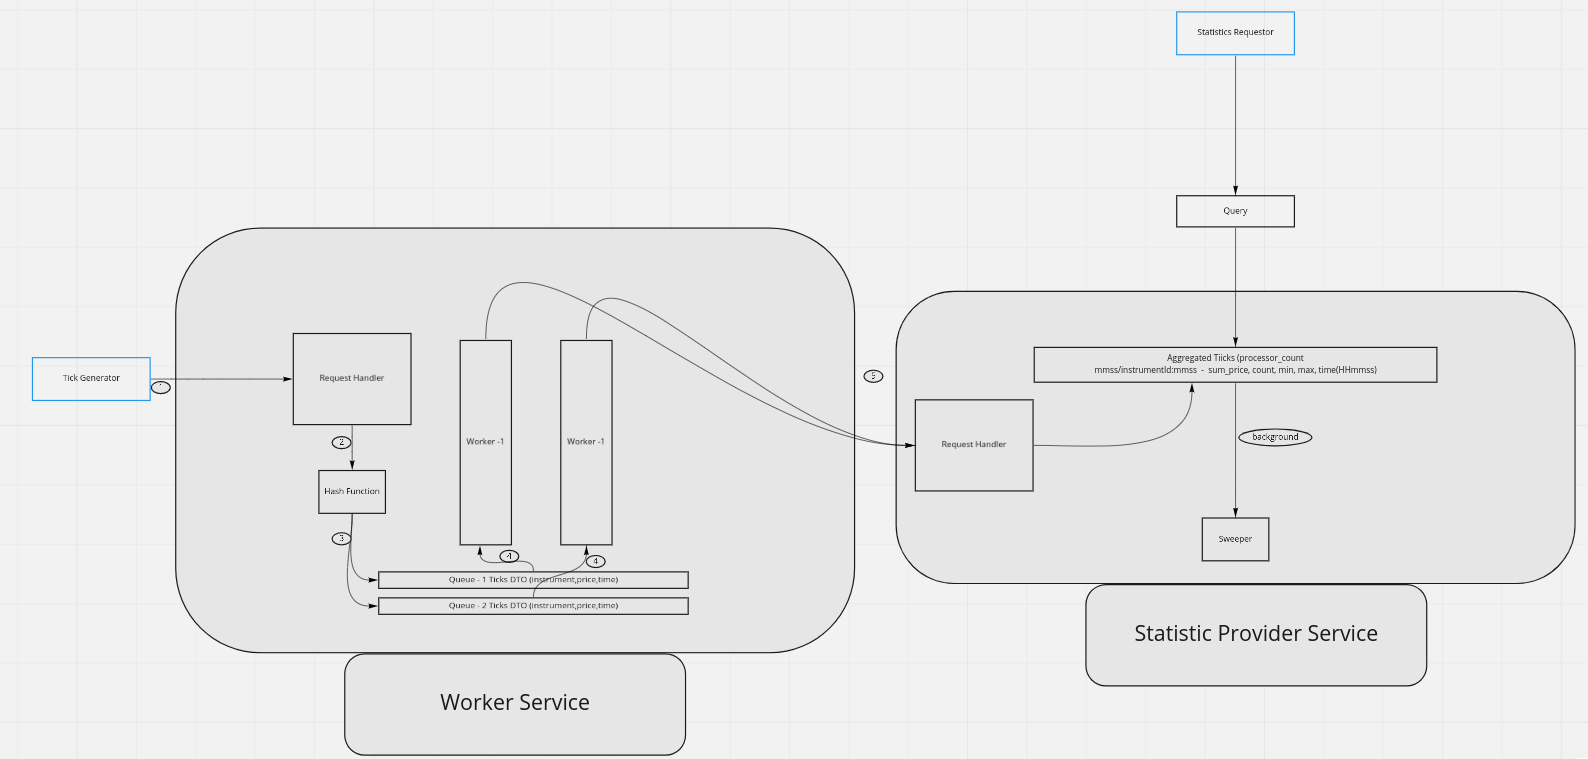 Statistics Requestor
Query
Tick Generator
1
Request Handler
2
Hash Function
3
Worker -1
Worker -1
4
4
Queue - 1 Ticks DTO (instrument,price,time)
Queue - 2 Ticks DTO (instrument,price,time)
Worker Service
5
Aggregated Tiicks (processor_count
mmss/instrumentId:mmss - sum_price, count, min, max, time(HHmmss)
Request Handler
background
Sweeper
Statistic Provider Service